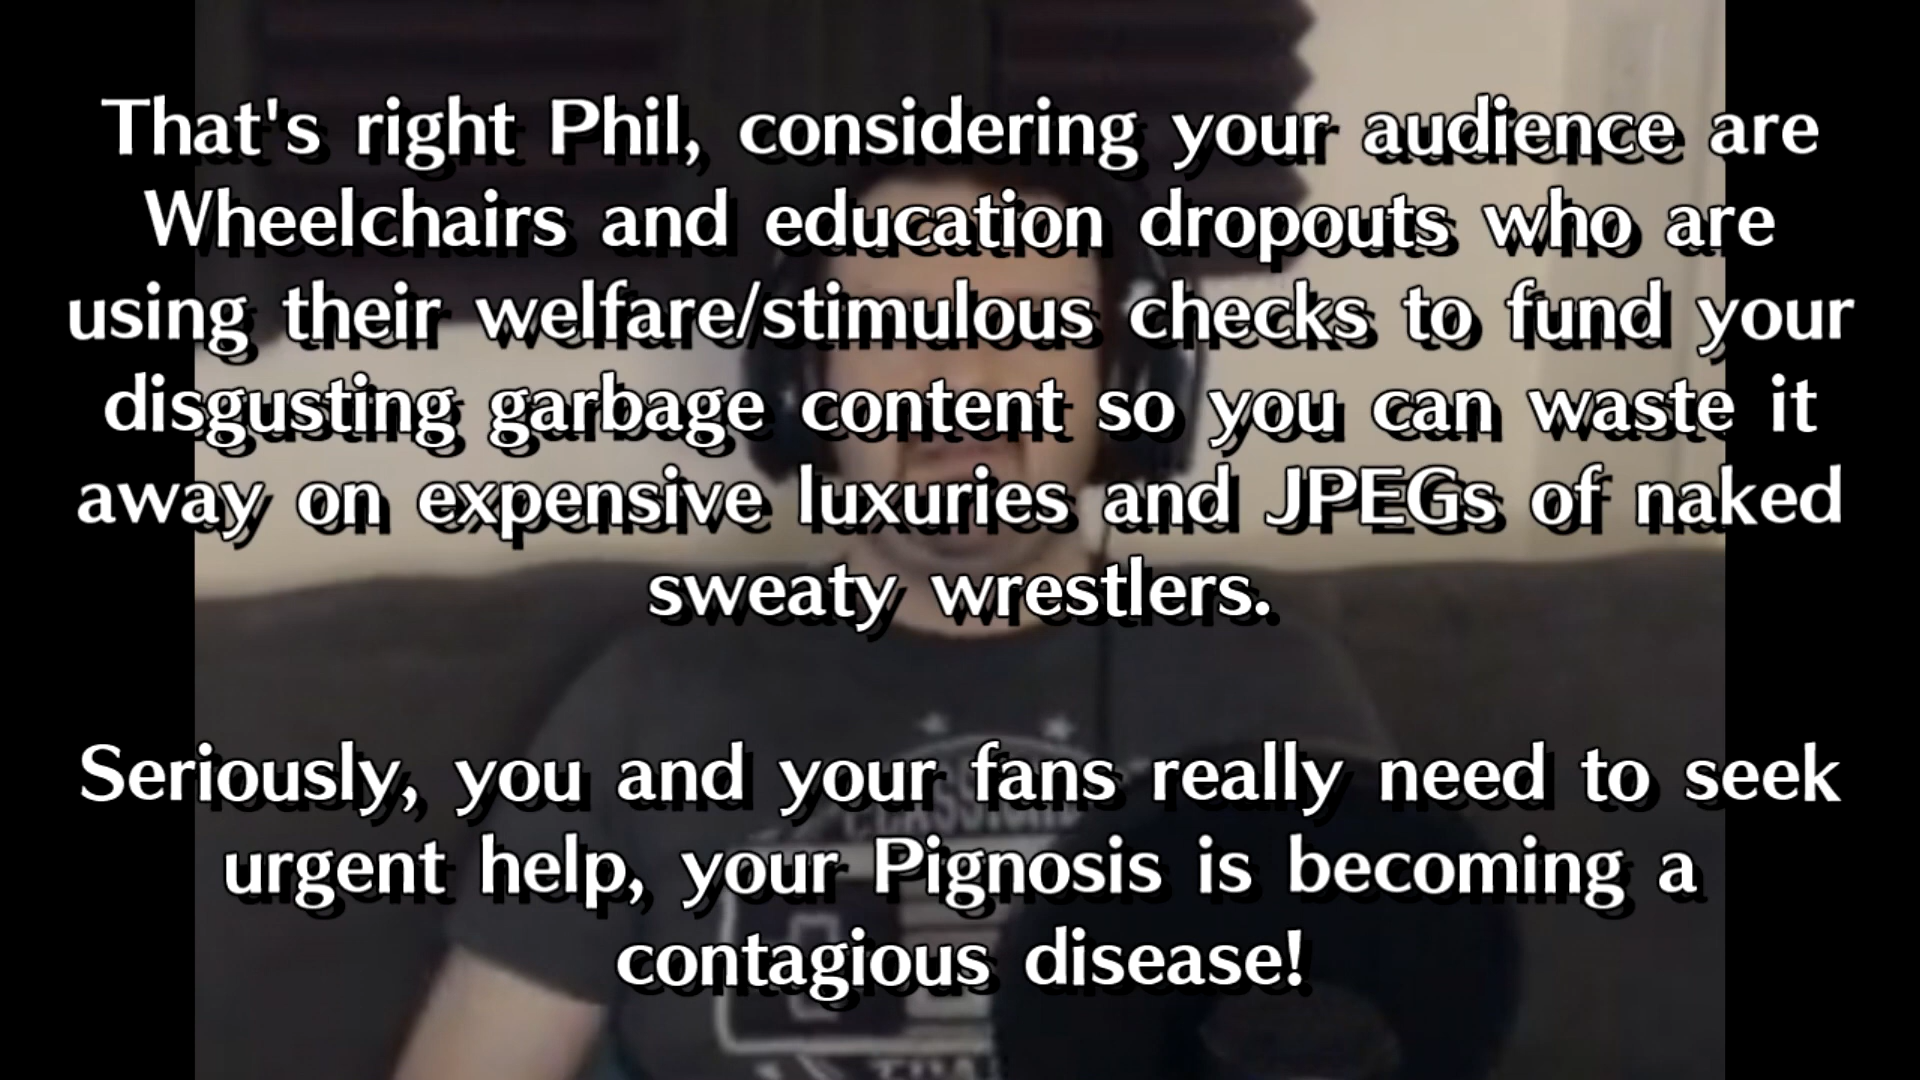 That's right Phil, considering your audience are
Wheelchairs and education dropouts who are
using their welfare/stimulous checks to fund your
disgusting garbage content so you can waste it
away on expensive luxuries and JPEGs of naked
sweaty wrestlers.
Seriously, you and your fans really need to seek
urgent help, your Pignosis is becoming a
contagious disease!